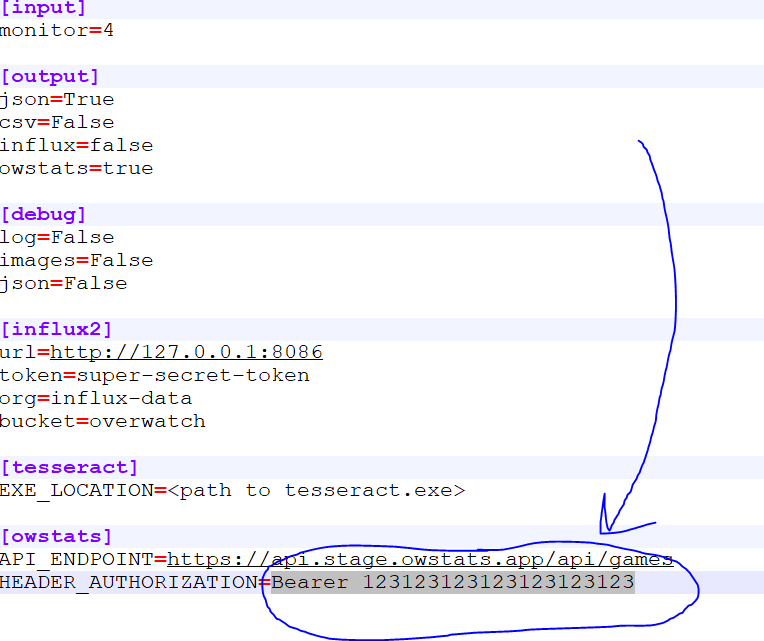 [input]
monitor=4
[output]
json=True
csv=False
influx=false
owstats=true
[debug]
log=False
images=False
json=False
[influx2]
url=http://127.0.0.1:8086
token=super-secret-token
org=influx-data
bucket=overwatch
[tesseract]
EXE_LOCATION=<path to tesseract.exe>
[owstats]
API_ENDPOINT=https://api.stage.owstats.app/api/games
HEADER_AUTHORIZATION=Bearer 123123123123123123123